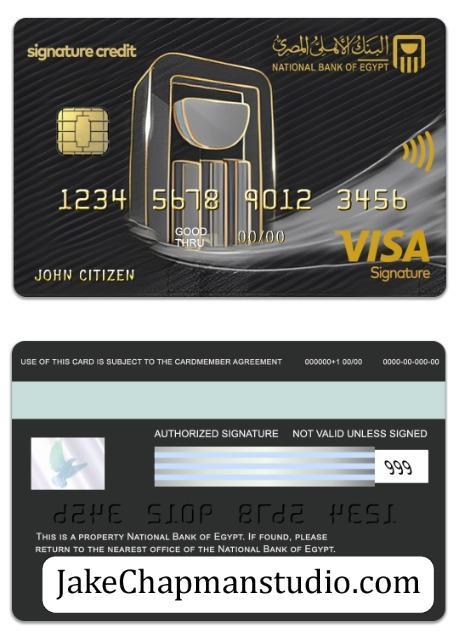 signature credit
البنك الأهلي المصري
NATIONAL BANK OF EGYPT
1234 5678 9012 3456
GOOD
THRU 00/00
VISA
Signature
JOHN CITIZEN
USE OF THIS CARD IS SUBJECT TO THE CARDMEMBER AGREEMENT 000000+1 00/00 0000-00-000-00
AUTHORIZED SIGNATURE NOT VALID UNLESS SIGNED
999
THIS IS A PROPERTY NATIONAL BANK OF EGYPT. IF FOUND, PLEASE
RETURN TO THE NEAREST OFFICE OF THE NATIONAL BANK OF EGYPT.
JakeChapmanstudio.com